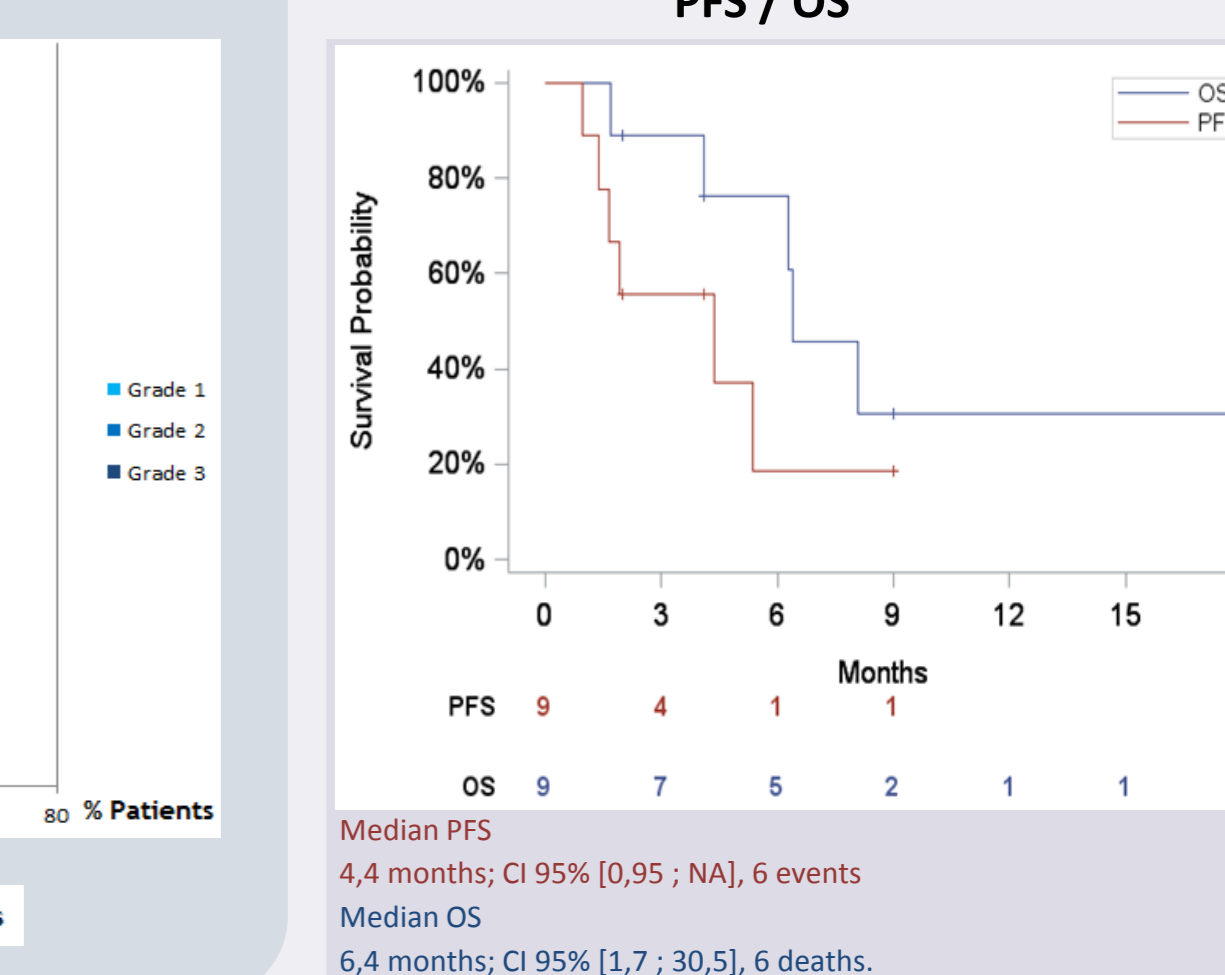 PFS / OS
100%
80%
60%
40%
20%
0%
Survival Probability
0 3 6 9 12 15
Months
PFS 9 4 1 1
OS 9 7 5 2 1 1
Grade 1
Grade 2
Grade 3
80 % Patients
Median PFS
4,4 months; CI 95% [0,95 ; NA], 6 events
Median OS
6,4 months; CI 95% [1,7 ; 30,5], 6 deaths.